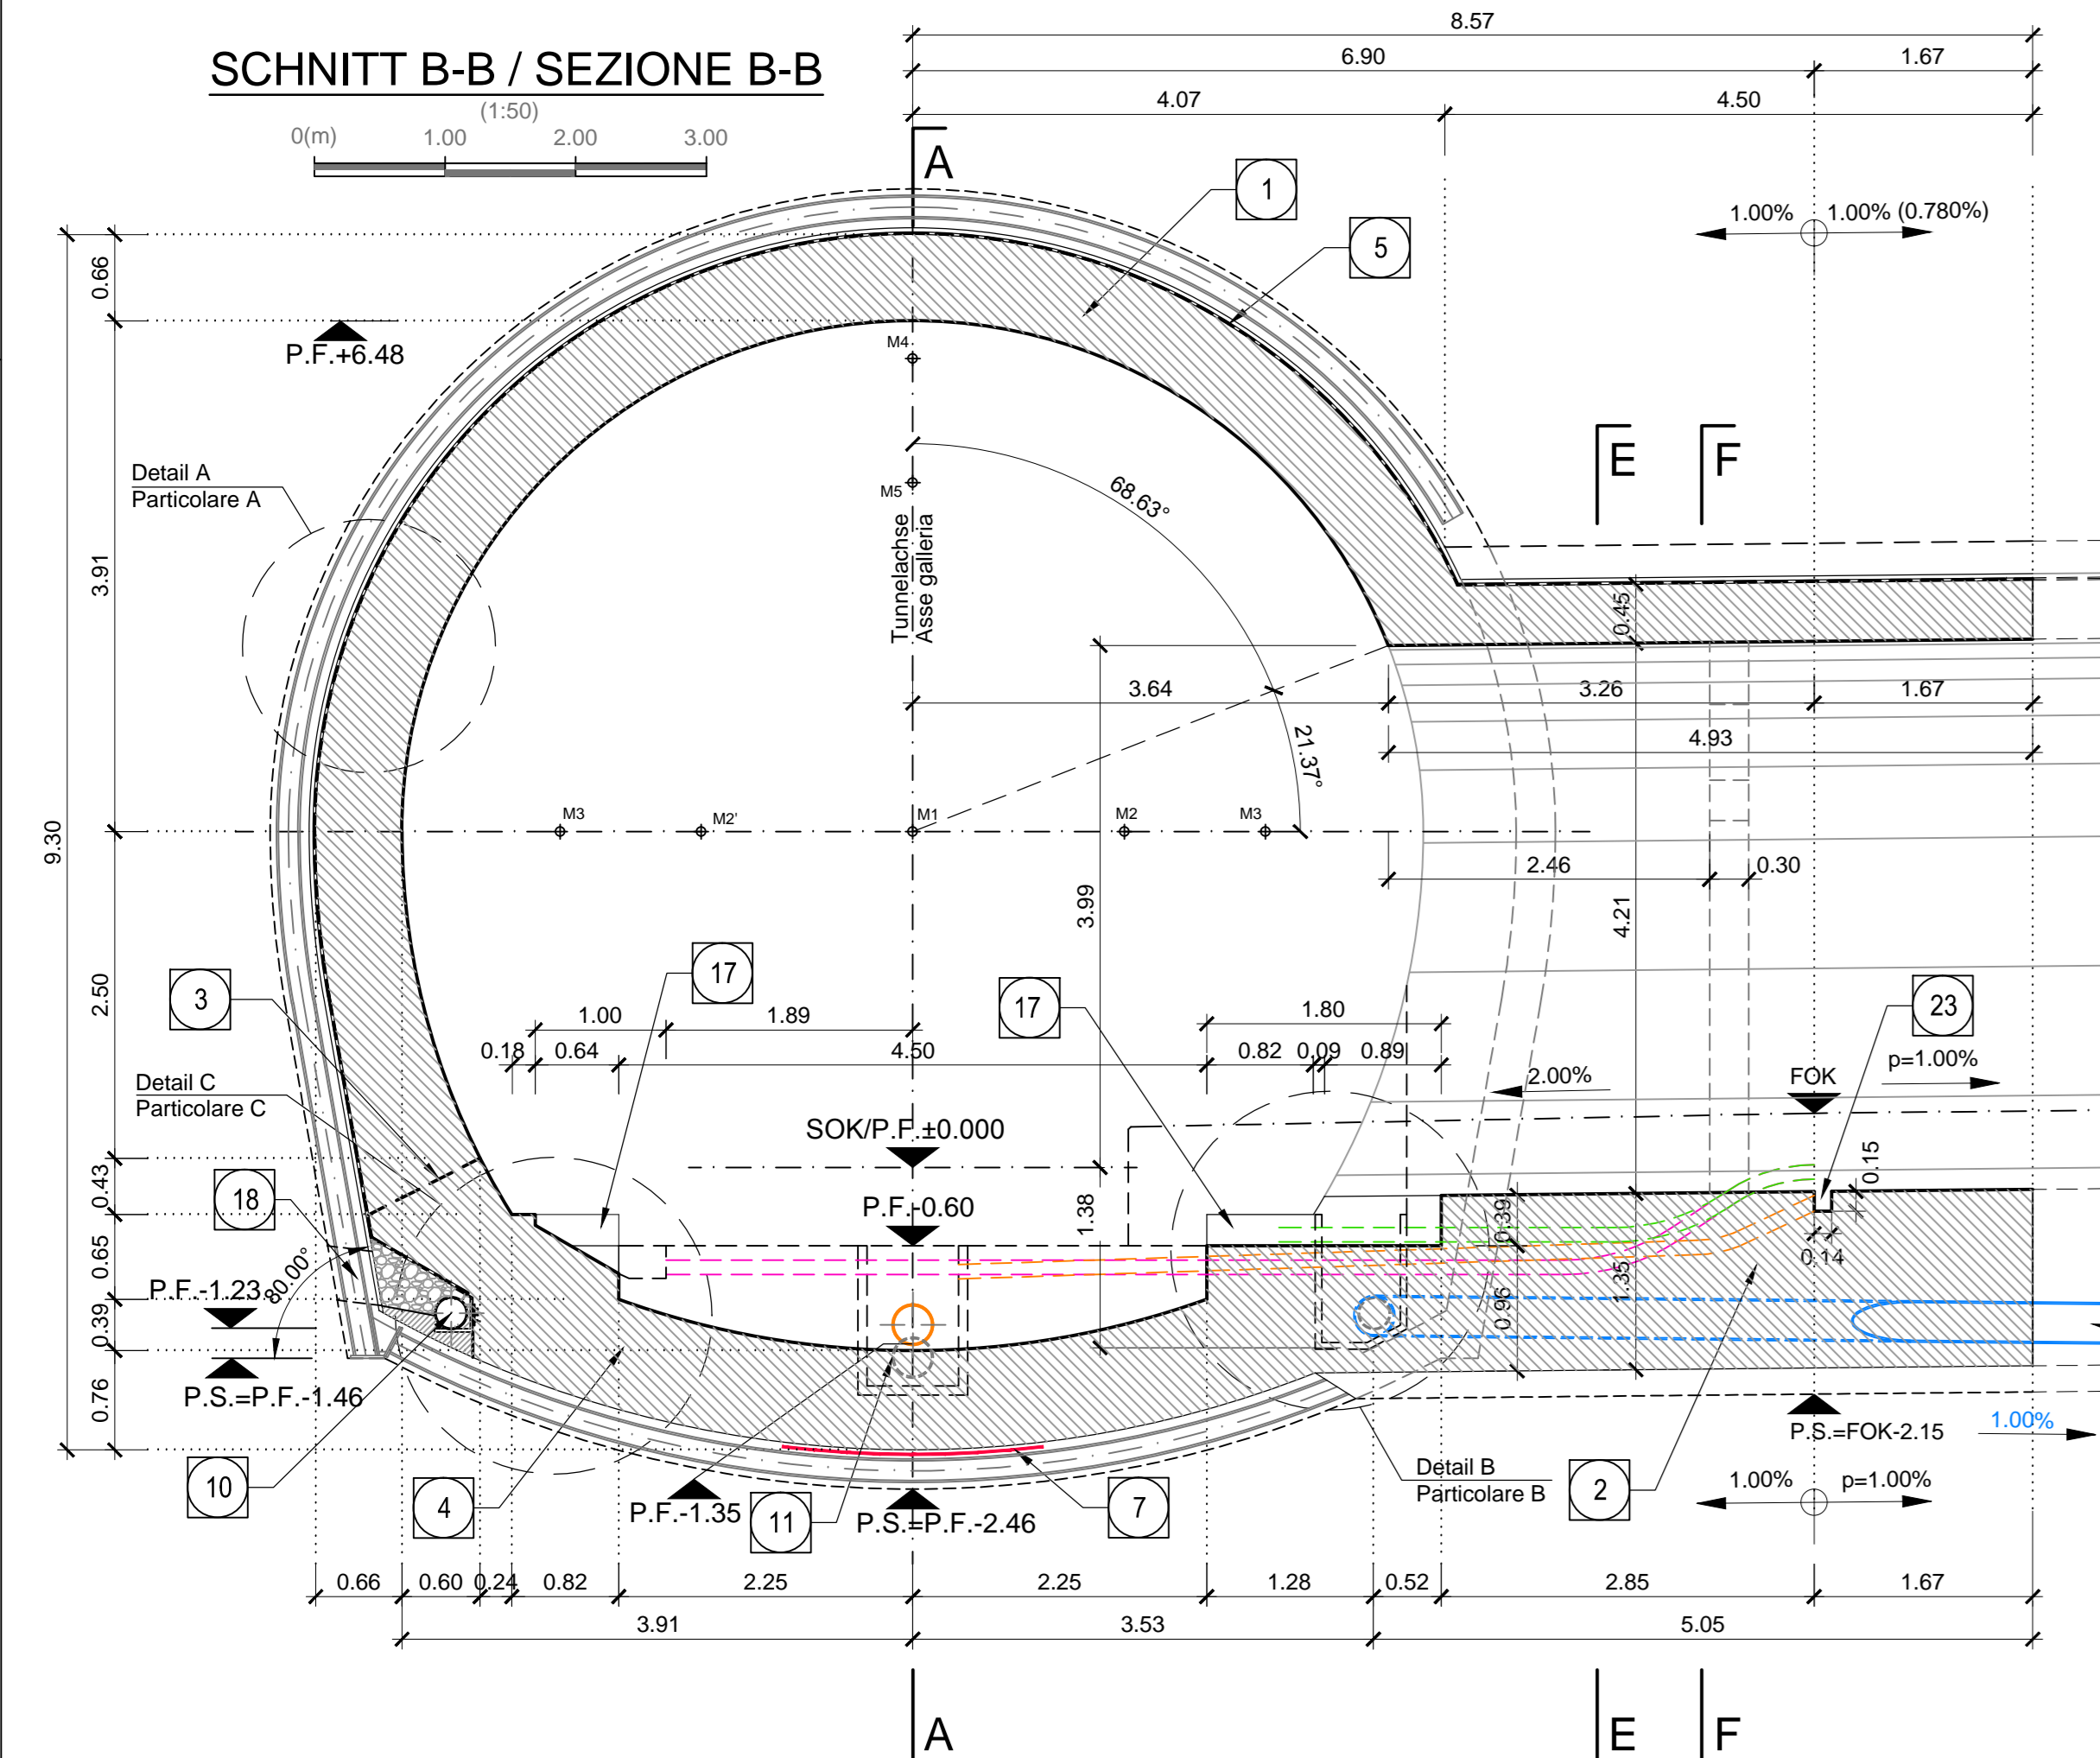 8.57
6.90
1.67
4.07
4.50
SCHNITT B-B / SEZIONE B-B
(1:50)
0(m)
1.00
2.00
3.00
A
1
5
1.00%
1.00% (0.780%)
0.66
P.F.+6.48
M4
E
F
Detail A
Particolare A
M5
68.63°
Tunnelachse
Asse galleria
3.91
0.45
3.64
3.26
1.67
21.37°
4.93
M3
M2'
M1
M2
M3
9.30
2.46
0.30
3.99
4.21
2.50
3
17
17
23
1.00
1.89
1.80
0.18
0.64
4.50
0.82
0.09
0.89
p=1.00%
2.00%
FOK
Detail C
Particolare C
SOK/P.F.±0.000
0.15
0.43
18
P.F.-0.60
1.38
0.39
0.14
0.65
80.00°
P.F.-1.23
1.35
0.96
0.39
P.S.=P.F.-1.46
0.76
P.S.=FOK-2.15
1.00%
Detail B
Particolare B
10
4
P.F.-1.35
11
P.S.=P.F.-2.46
7
2
1.00%
p=1.00%
0.66
0.60
0.24
0.82
2.25
2.25
1.28
0.52
2.85
1.67
3.91
3.53
5.05
A
E
F